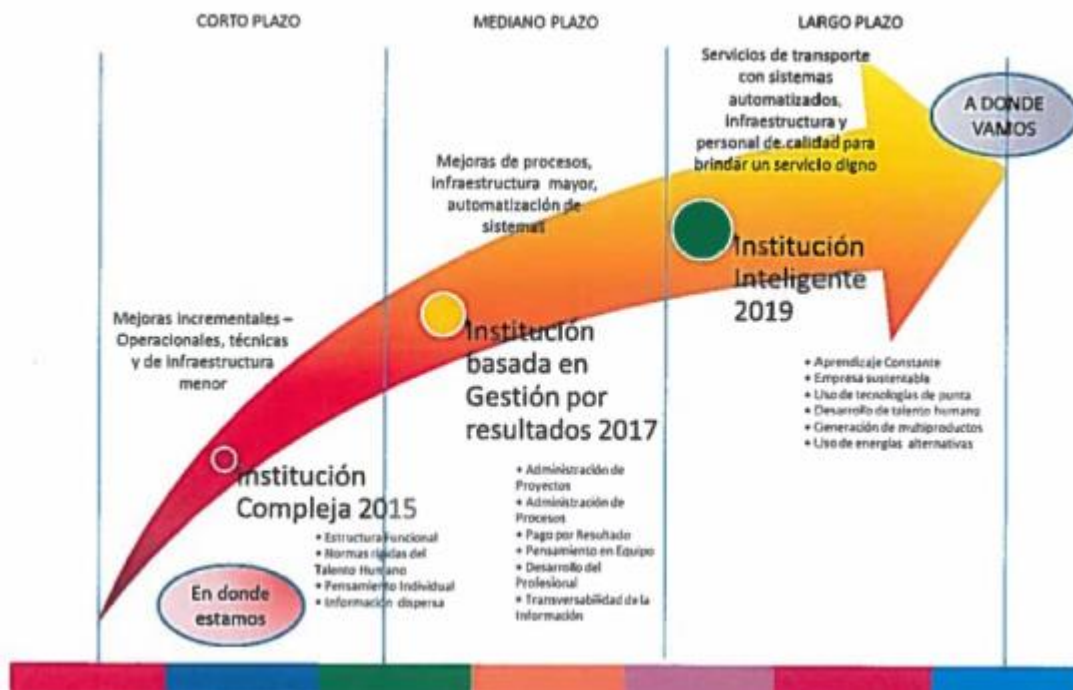 CORTO PLAZO
MEDIANO PLAZO
LARGO PLAZO
Servicios de transporte
con sistemas
automatizados,
infraestructura y
personal de calidad para
brindar un servicio digno
A DONDE
VAMOS
Mejoras de procesos,
infraestructura mayor,
automatización de
sistemas
Institución
Inteligente
2019
Mejoras incrementales –
Operacionales, técnicas
y de infraestructura
menor
Institución
basada en
Gestión por
resultados 2017
• Aprendizaje Constante
• Empresa sustentable
• Uso de tecnologías de punta
• Desarrollo de talento humano
• Generación de multiproductos
• Uso de energías alternativas
Institución
Compleja 2015
• Estructura Funcional
• Normas rígidas del
Talento Humano
• Pensamiento Individual
• Información dispersa
• Administración de
Proyectos
• Administración de
Procesos
• Pago por Resultado
• Pensamiento en Equipo
• Desarrollo del
Profesional
• Transversabilidad de la
Información
En donde
estamos